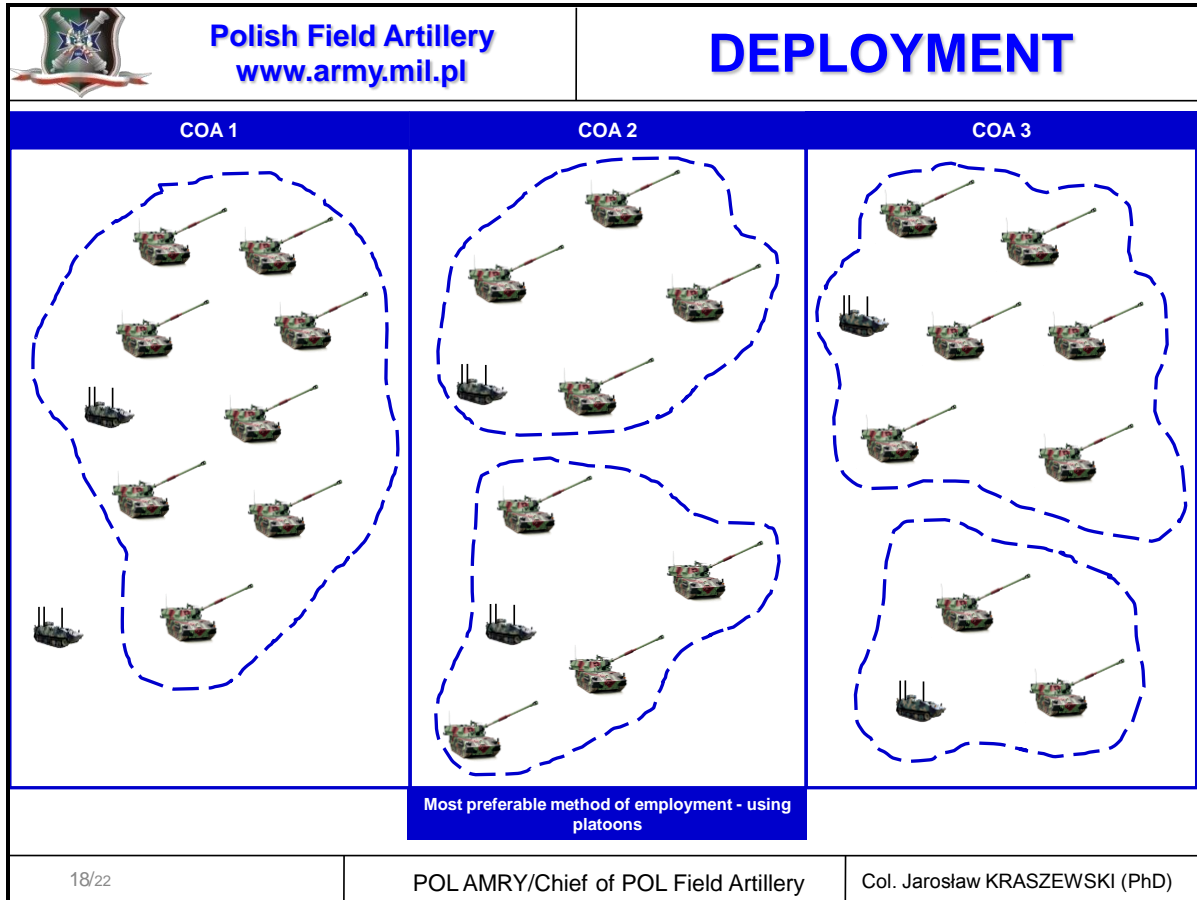 Polish Field Artillery
www.army.mil.pl
DEPLOYMENT
COA 1
COA 2
COA 3
Most preferable method of employment - using
platoons
18/22
POL AMRY/Chief of POL Field Artillery
Col. Jarosław KRASZEWSKI (PhD)